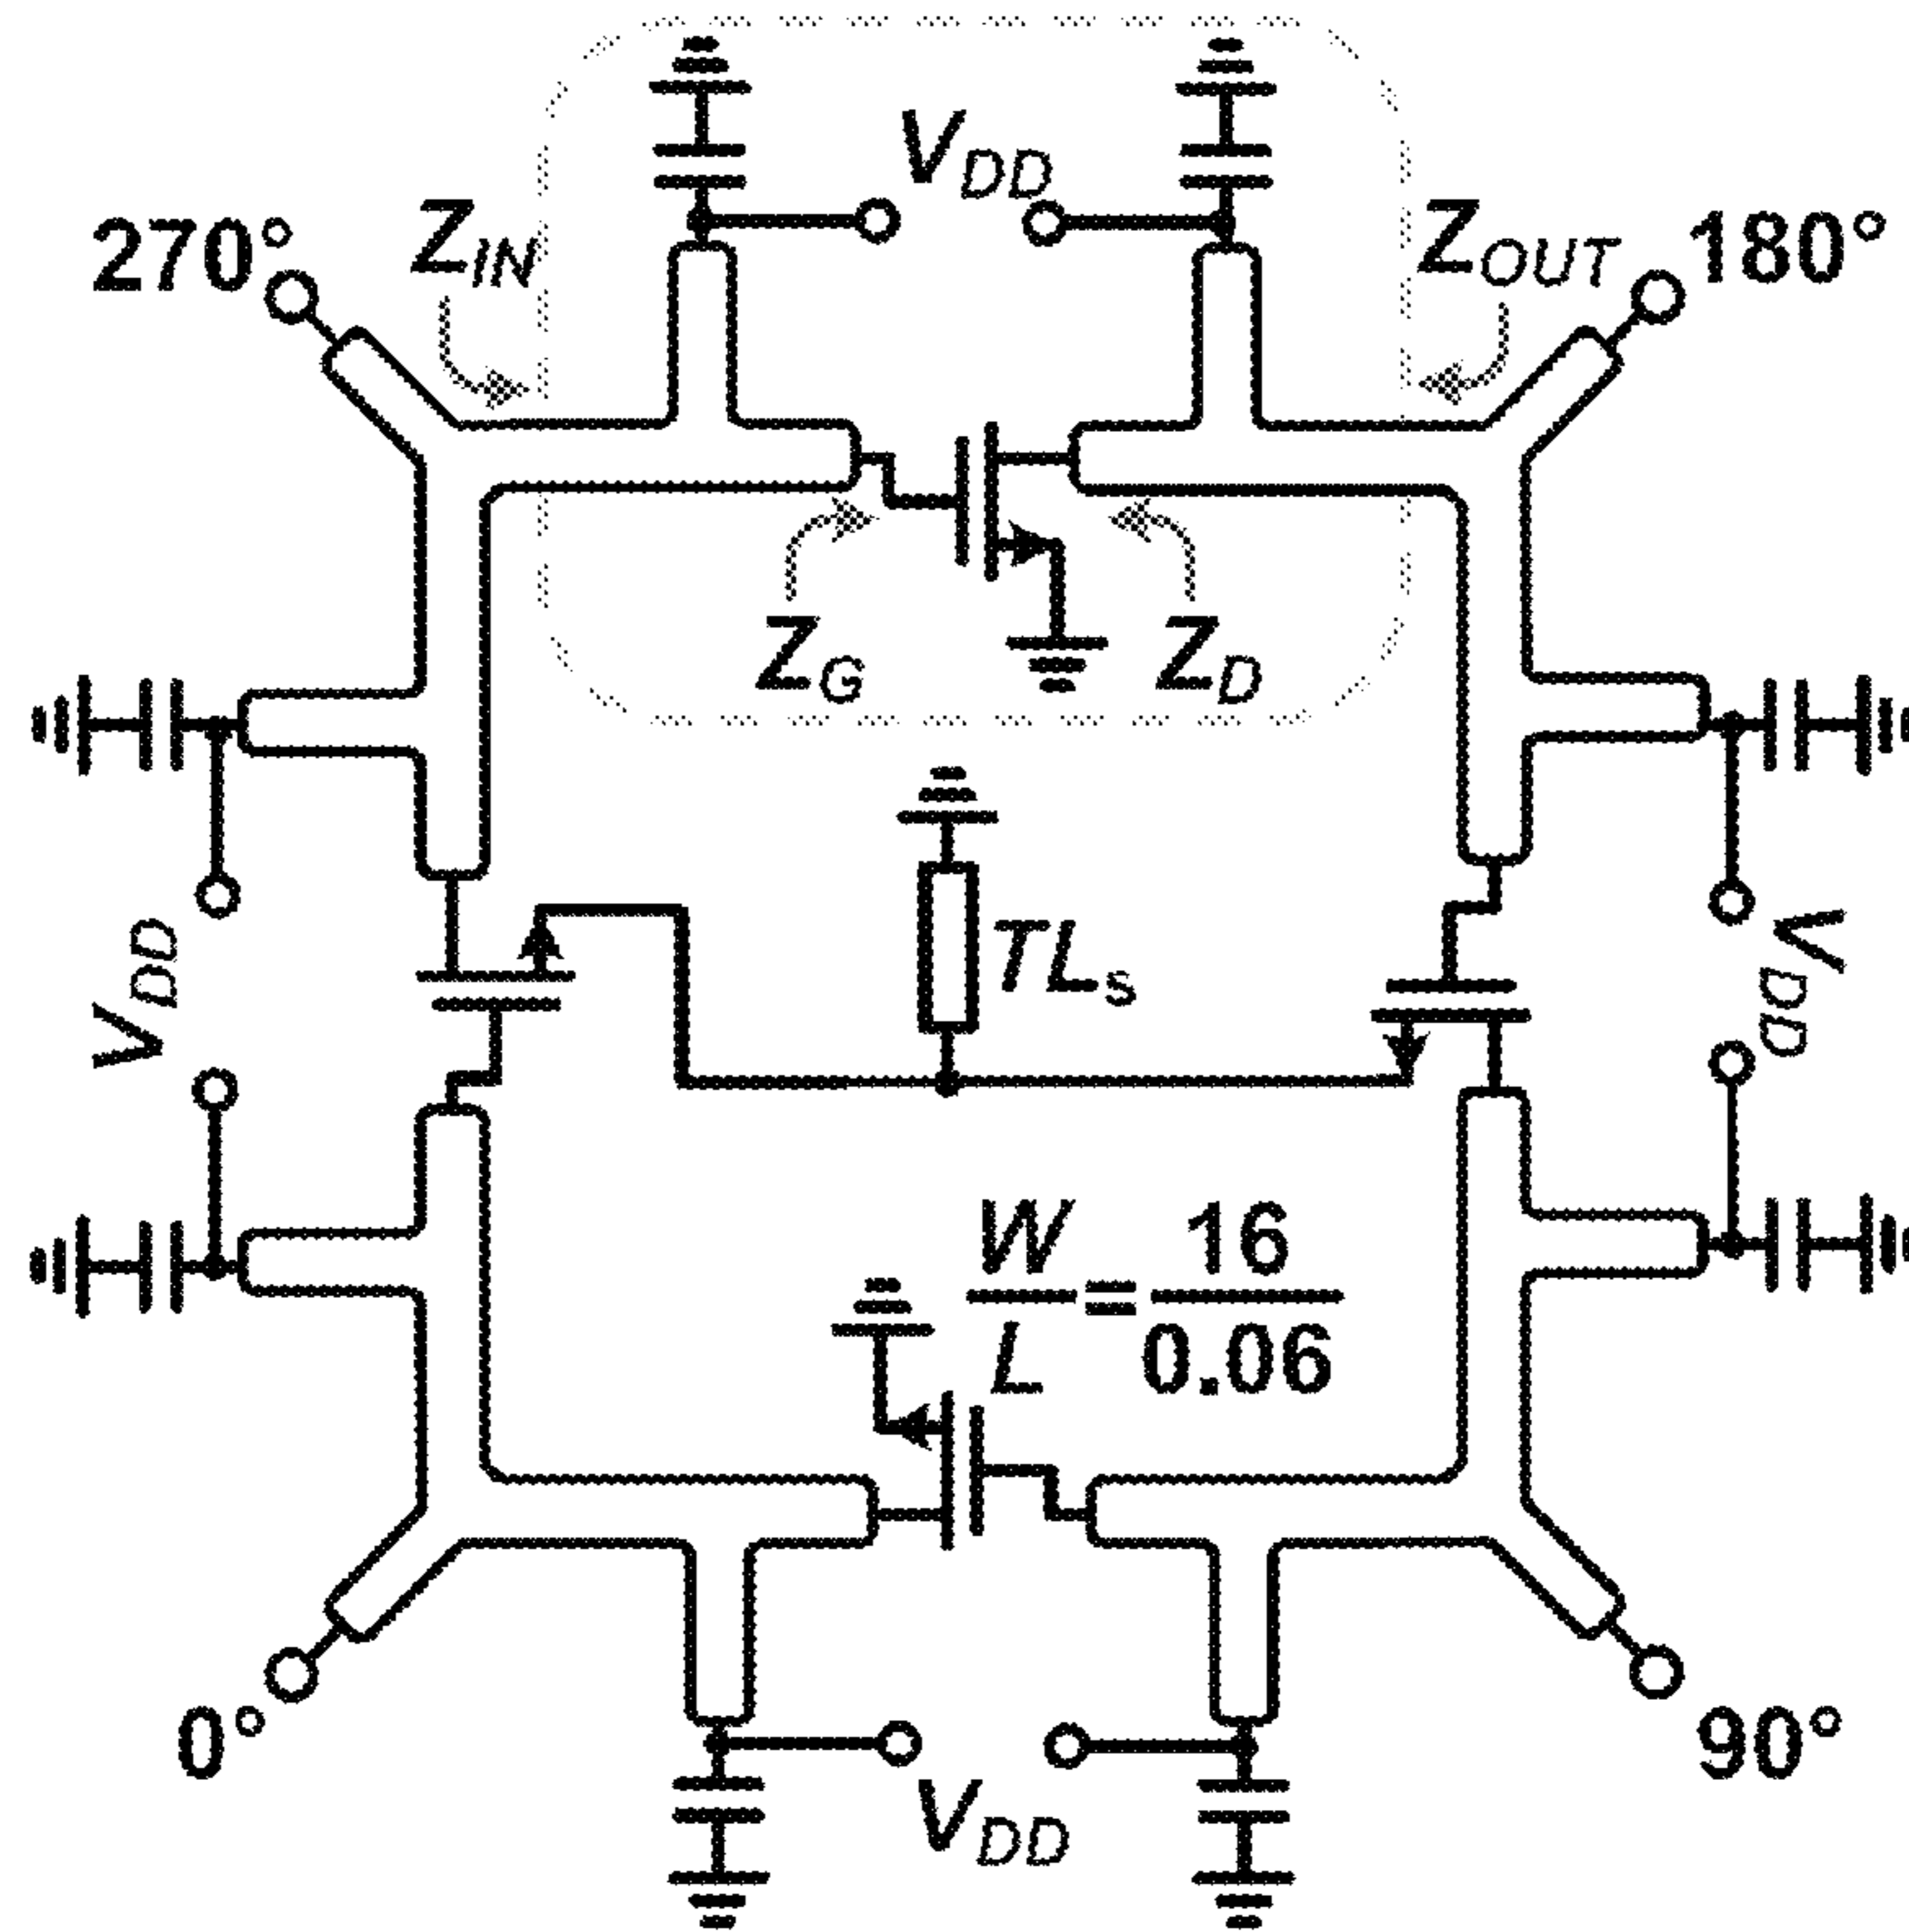 V_DD
270°
Z_IN
Z_OUT
180°
Z_G
Z_D
V_DD
TL_s
V_DD
W/L = 16/0.06
0°
90°
V_DD